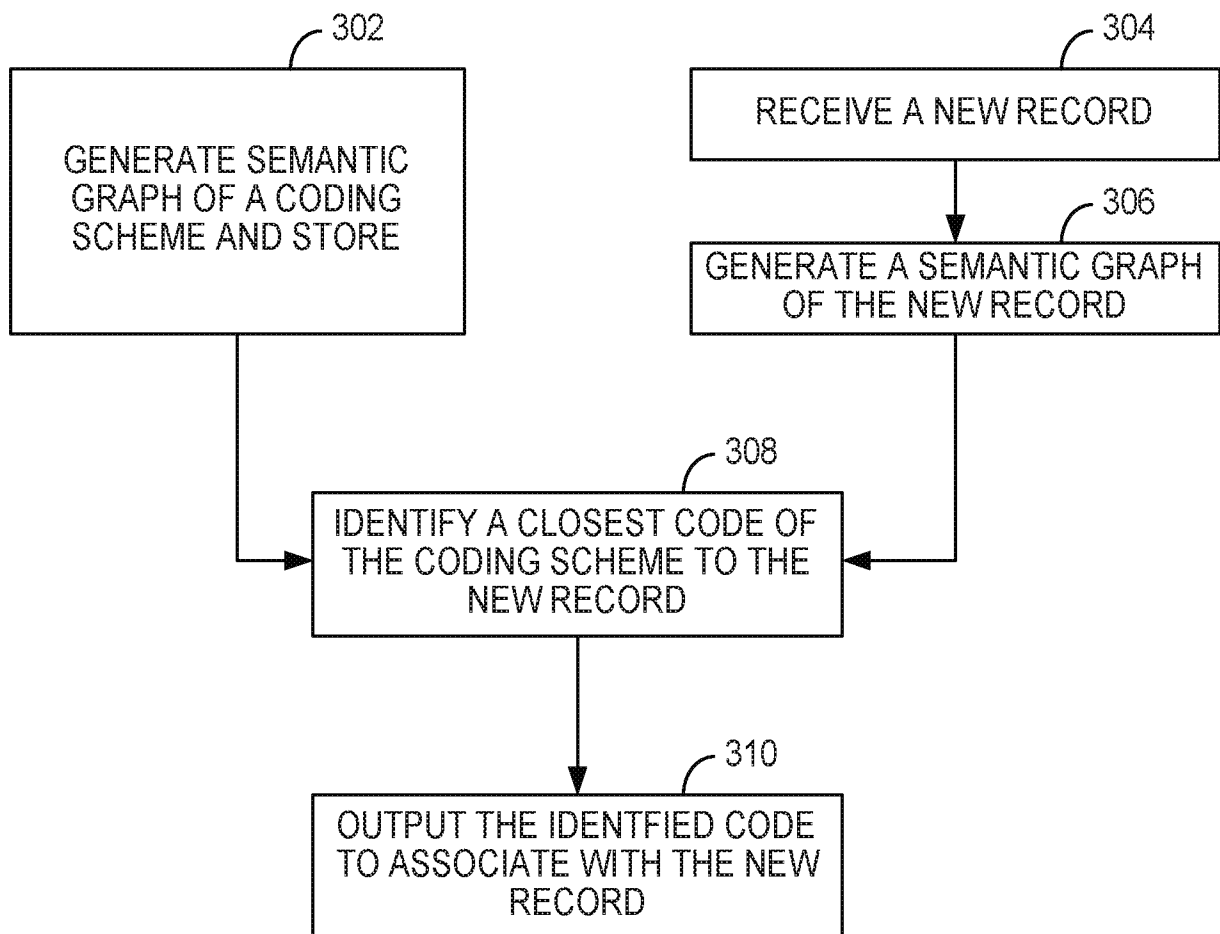 302
GENERATE SEMANTIC
GRAPH OF A CODING
SCHEME AND STORE
304
RECEIVE A NEW RECORD
306
GENERATE A SEMANTIC GRAPH
OF THE NEW RECORD
308
IDENTIFY A CLOSEST CODE OF
THE CODING SCHEME TO THE
NEW RECORD
310
OUTPUT THE IDENTFIED CODE
TO ASSOCIATE WITH THE NEW
RECORD